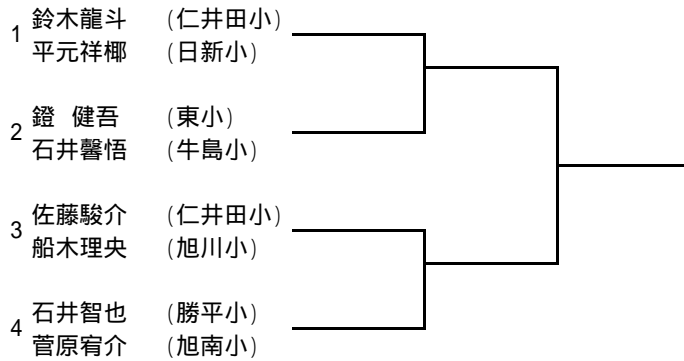 1 鈴木龍斗 (仁井田小)
平元祥椰 (日新小)
2 鐙 健吾 (東小)
石井馨悟 (牛島小)
3 佐藤駿介 (仁井田小)
船木理央 (旭川小)
4 石井智也 (勝平小)
菅原宥介 (旭南小)